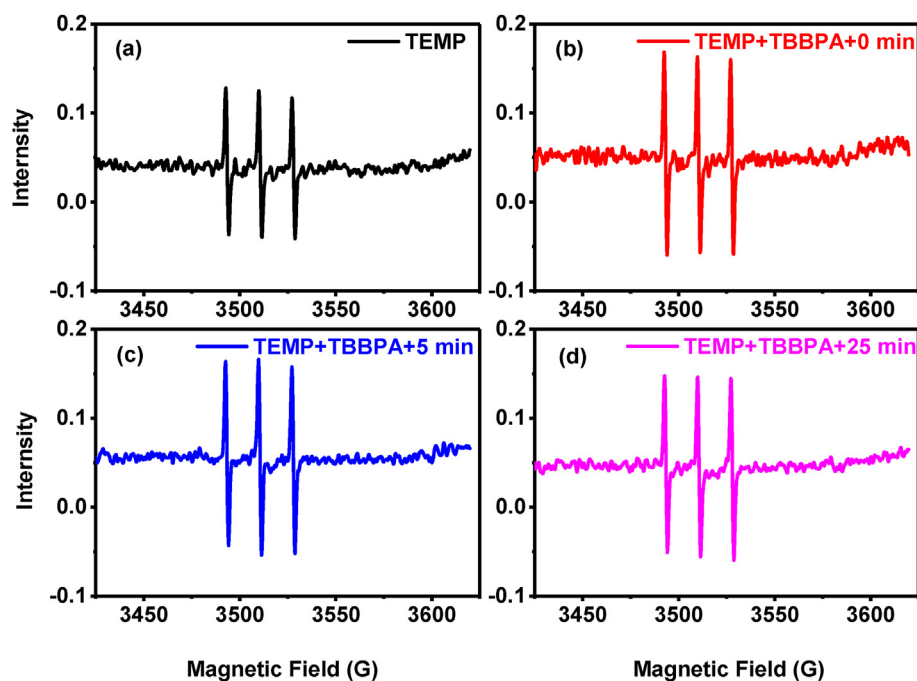 0.2
(a)
TEMP
0.1
0.0
-0.1
3450
3500
3550
3600
Internsity
0.2
(b)
TEMP+TBBPA+0 min
0.1
0.0
-0.1
3450
3500
3550
3600
0.2
(c)
TEMP+TBBPA+5 min
0.1
0.0
-0.1
3450
3500
3550
3600
Internsity
Magnetic Field (G)
0.2
(d)
TEMP+TBBPA+25 min
0.1
0.0
-0.1
3450
3500
3550
3600
Magnetic Field (G)